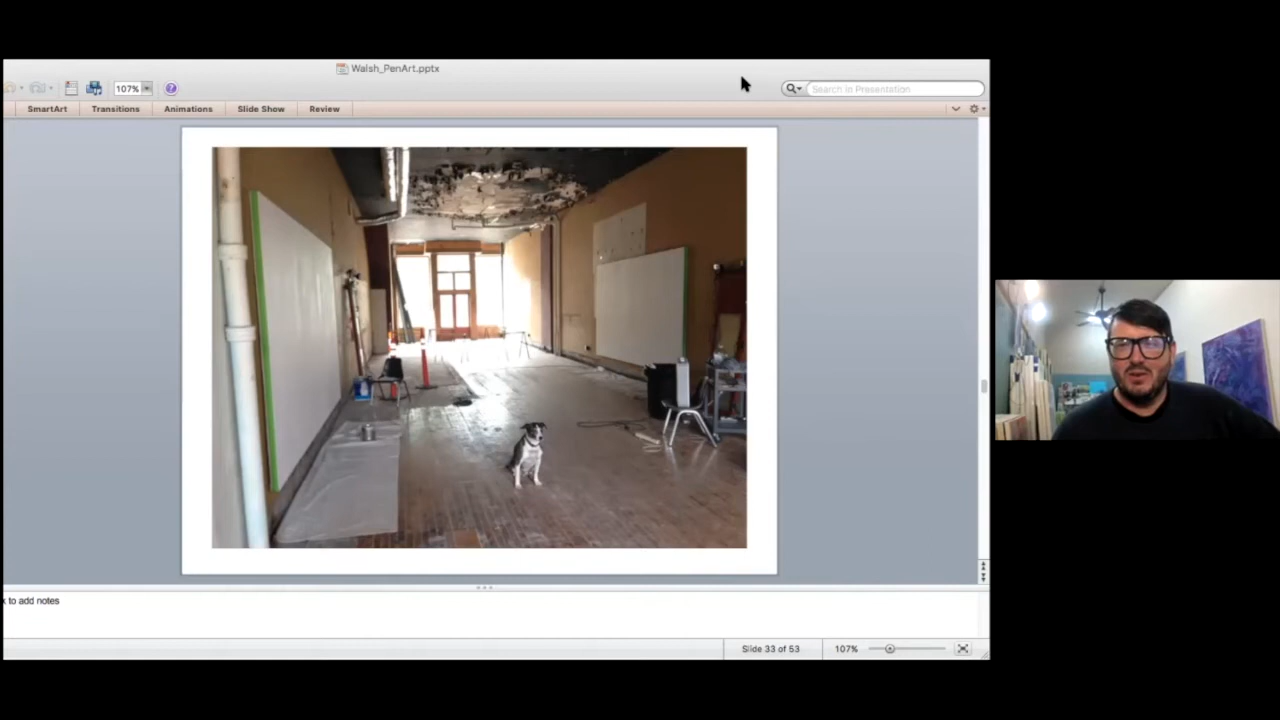 Walsh_PenArt.pptx
107%
?
Search in Presentation
SmartArt Transitions Animations Slide Show Review
k to add notes
Slide 33 of 53 107%